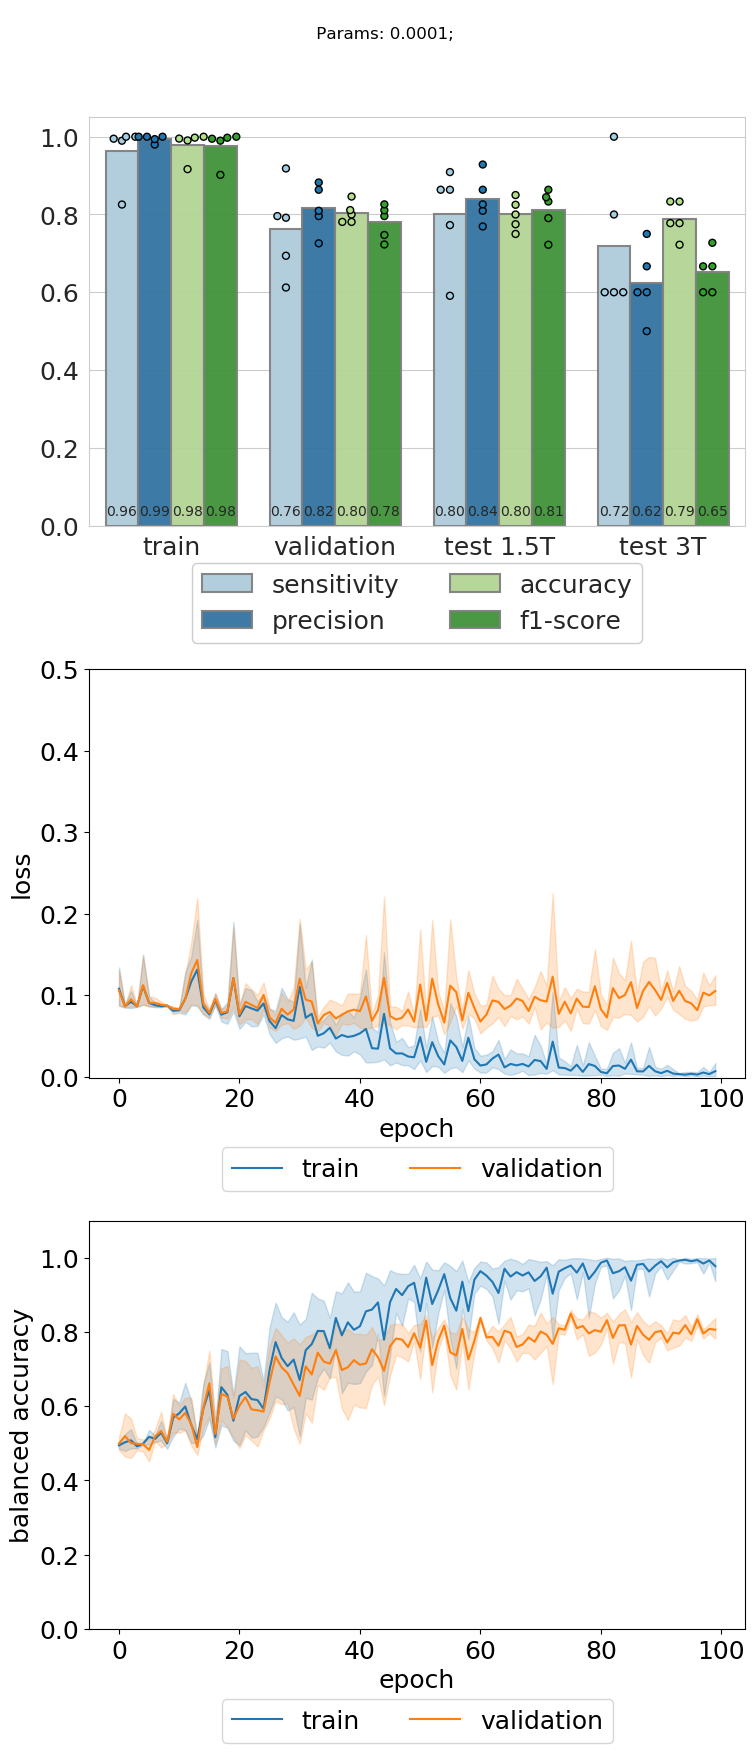 Params: 0.0001;
1.0
0.8
0.6
0.4
0.2
0.0
0.96 0.99 0.98 0.98 0.76 0.82 0.80 0.78 0.80 0.84 0.80 0.81 0.72 0.62 0.79 0.65
train validation test 1.5T test 3T
sensitivity accuracy
precision f1-score
0.5
0.4
0.3
0.2
0.1
0.0
loss
0 20 40 60 80 100
epoch
train validation
1.0
0.8
0.6
0.4
0.2
0.0
balanced accuracy
0 20 40 60 80 100
epoch
train validation